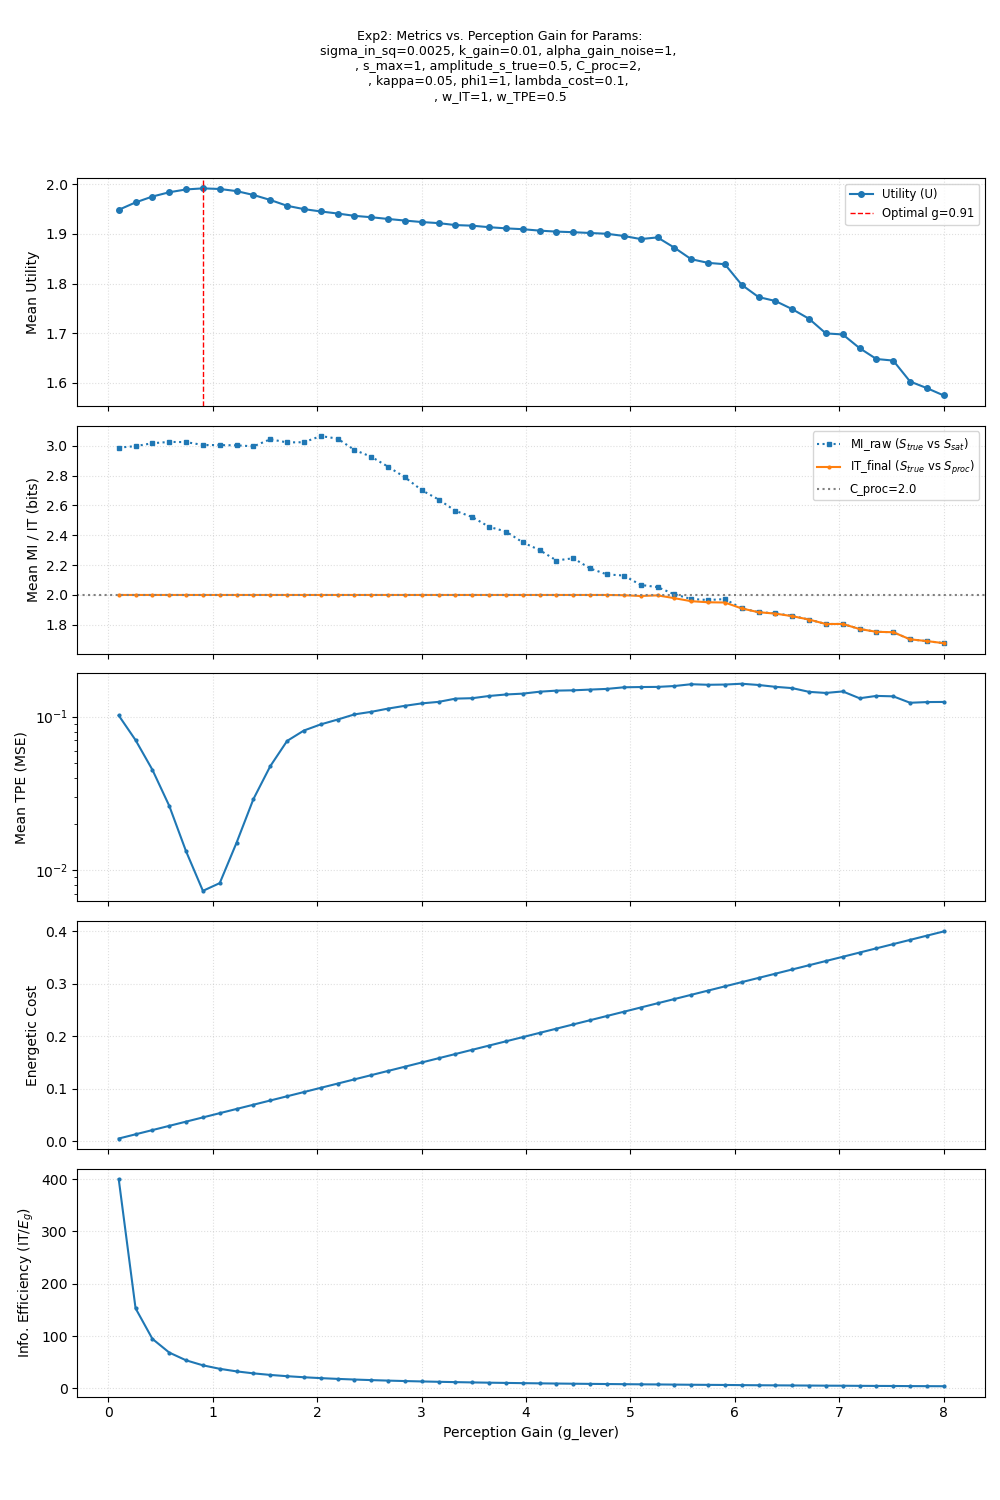 Exp2: Metrics vs. Perception Gain for Params:
sigma_in_sq=0.0025, k_gain=0.01, alpha_gain_noise=1,
, s_max=1, amplitude_s_true=0.5, C_proc=2,
, kappa=0.05, phi1=1, lambda_cost=0.1,
, w_IT=1, w_TPE=0.5
Mean Utility
2.0
1.9
1.8
1.7
1.6
Utility (U)
Optimal g=0.91
Mean MI / IT (bits)
3.0
2.8
2.6
2.4
2.2
2.0
1.8
MI_raw (S_true vs S_sat)
IT_final (S_true vs S_proc)
C_proc=2.0
Mean TPE (MSE)
10⁻¹
10⁻²
Energetic Cost
0.4
0.3
0.2
0.1
0.0
Info. Efficiency (IT/E_g)
400
300
200
100
0
0 1 2 3 4 5 6 7 8
Perception Gain (g_lever)